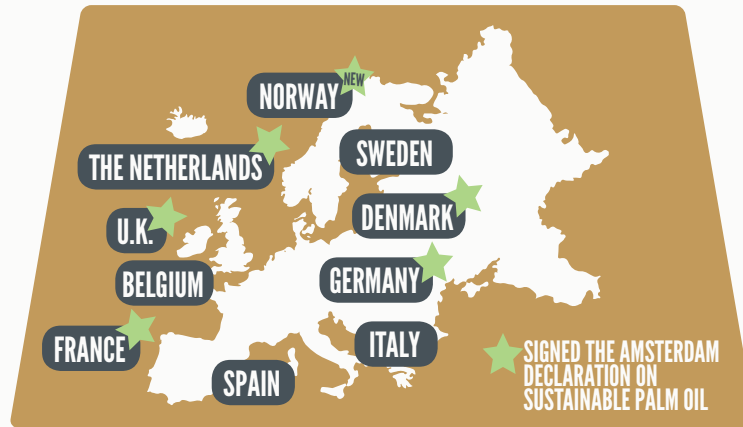 NEW
NORWAY
THE NETHERLANDS
SWEDEN
U.K.
DENMARK
BELGIUM
GERMANY
FRANCE
ITALY
SPAIN
SIGNED THE AMSTERDAM
DECLARATION ON
SUSTAINABLE PALM OIL